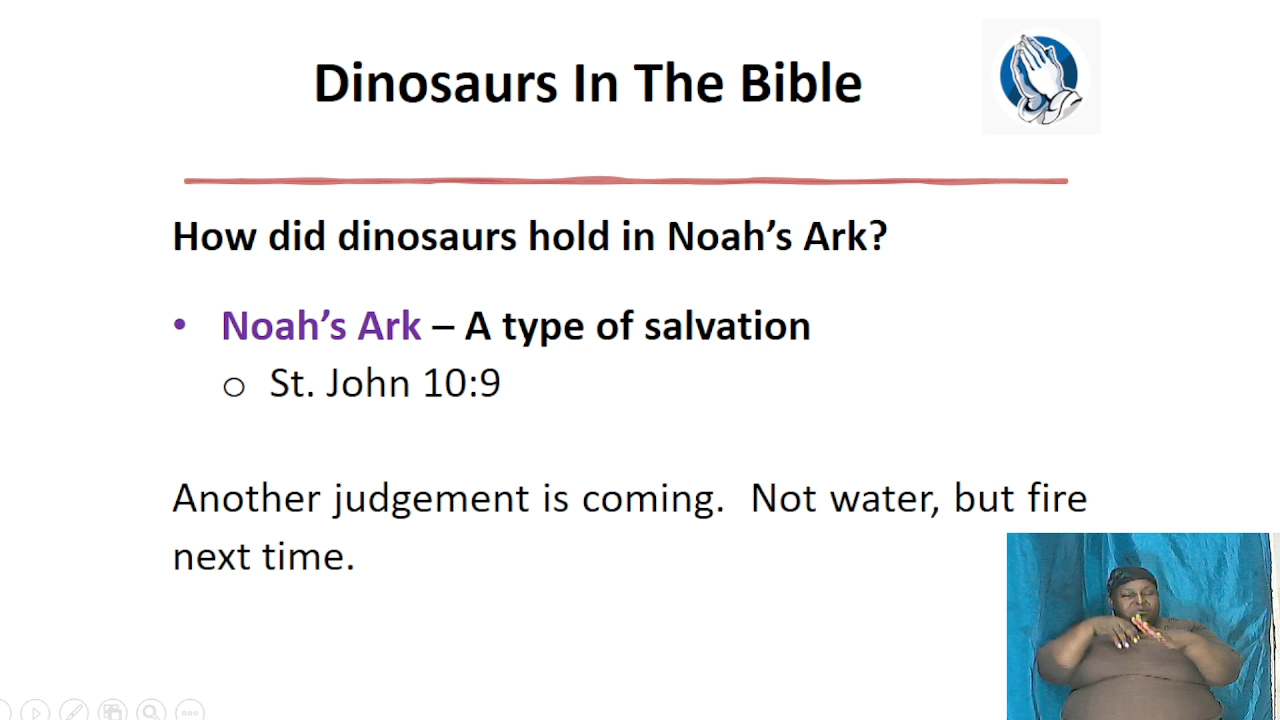 Dinosaurs In The Bible
How did dinosaurs hold in Noah’s Ark?
• Noah’s Ark – A type of salvation
o St. John 10:9
Another judgement is coming.  Not water, but fire
next time.